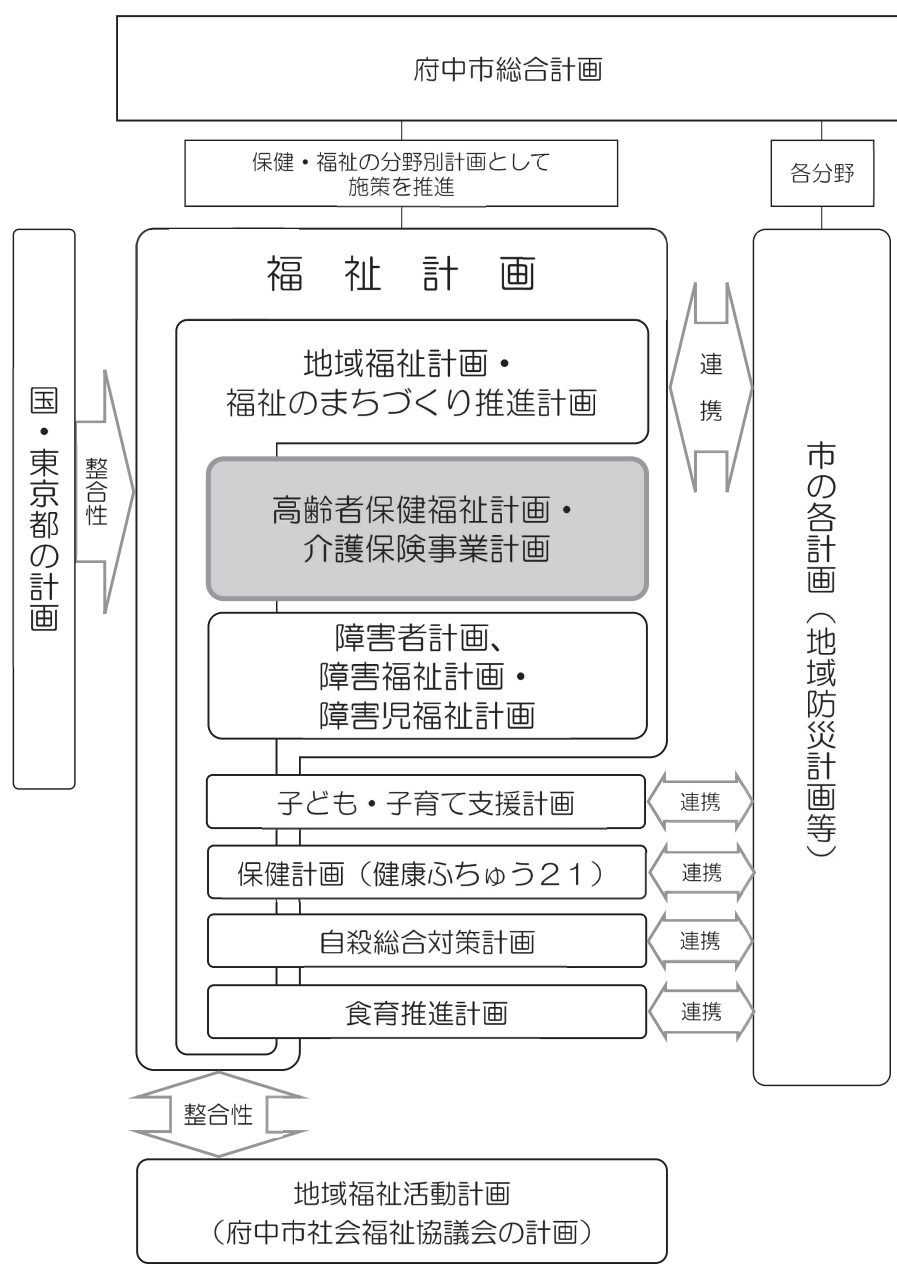 府中市総合計画
保健・福祉の分野別計画として
施策を推進
各分野
国・東京都の計画
整合性
福祉計画
地域福祉計画・
福祉のまちづくり推進計画
高齢者保健福祉計画・
介護保険事業計画
障害者計画、
障害福祉計画・
障害児福祉計画
連携
市の各計画（地域防災計画等）
子ども・子育て支援計画
連携
保健計画（健康ふちゅう２１）
連携
自殺総合対策計画
連携
食育推進計画
連携
整合性
地域福祉活動計画
（府中市社会福祉協議会の計画）